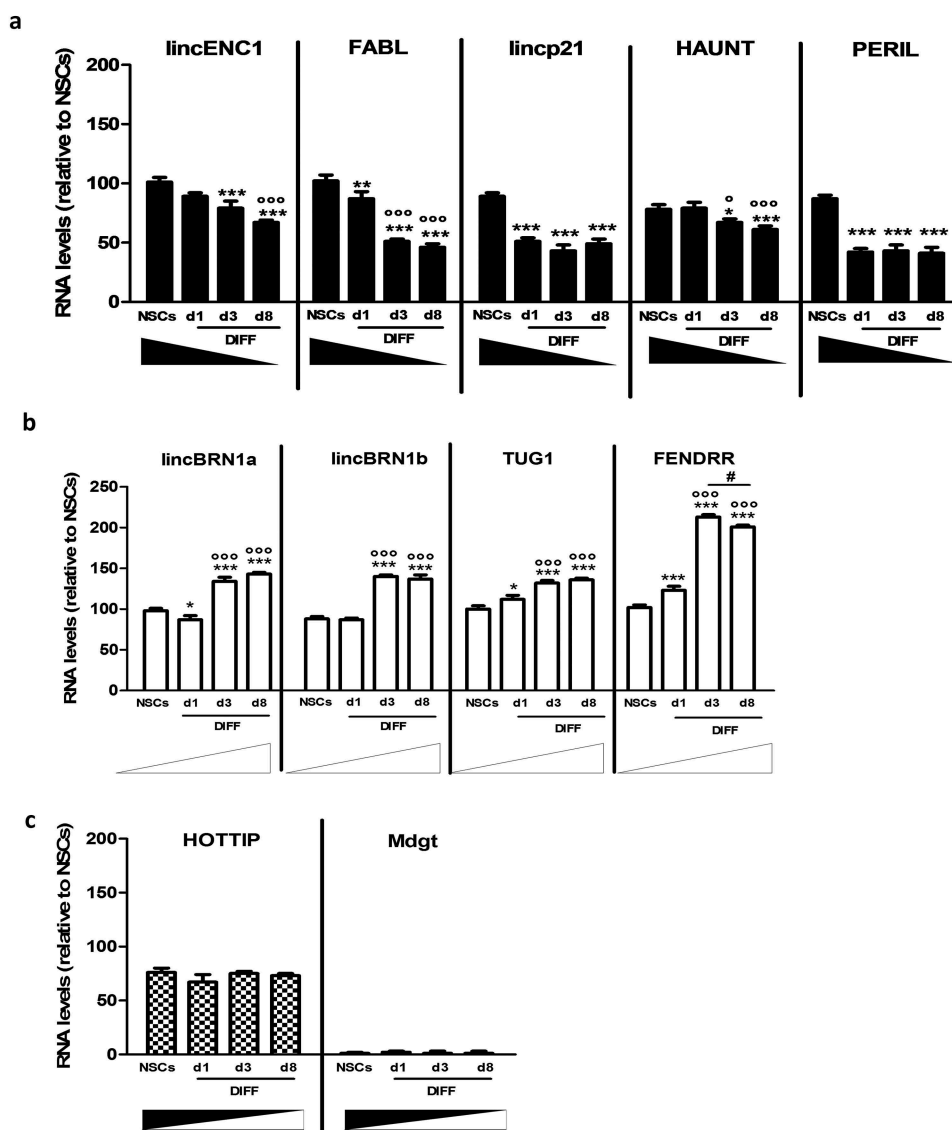 a
lincENC1 FABL lincp21 HAUNT PERIL
RNA levels (relative to NSCs)
200
150
100
50
0
*** °°° ***
** °°° *** °°° ***
*** *** ***
° * °°° ***
*** *** ***
NSCs d1 d3 d8 NSCs d1 d3 d8 NSCs d1 d3 d8 NSCs d1 d3 d8 NSCs d1 d3 d8
DIFF DIFF DIFF DIFF DIFF
b
lincBRN1a lincBRN1b TUG1 FENDRR
RNA levels (relative to NSCs)
250
200
150
100
50
0
* °°° *** °°° ***
°°° *** °°° ***
* °°° *** °°° ***
*** °°° *** # °°° ***
NSCs d1 d3 d8 NSCs d1 d3 d8 NSCs d1 d3 d8 NSCs d1 d3 d8
DIFF DIFF DIFF DIFF
c
HOTTIP Mdgt
RNA levels (relative to NSCs)
200
150
100
50
0
NSCs d1 d3 d8 NSCs d1 d3 d8
DIFF DIFF